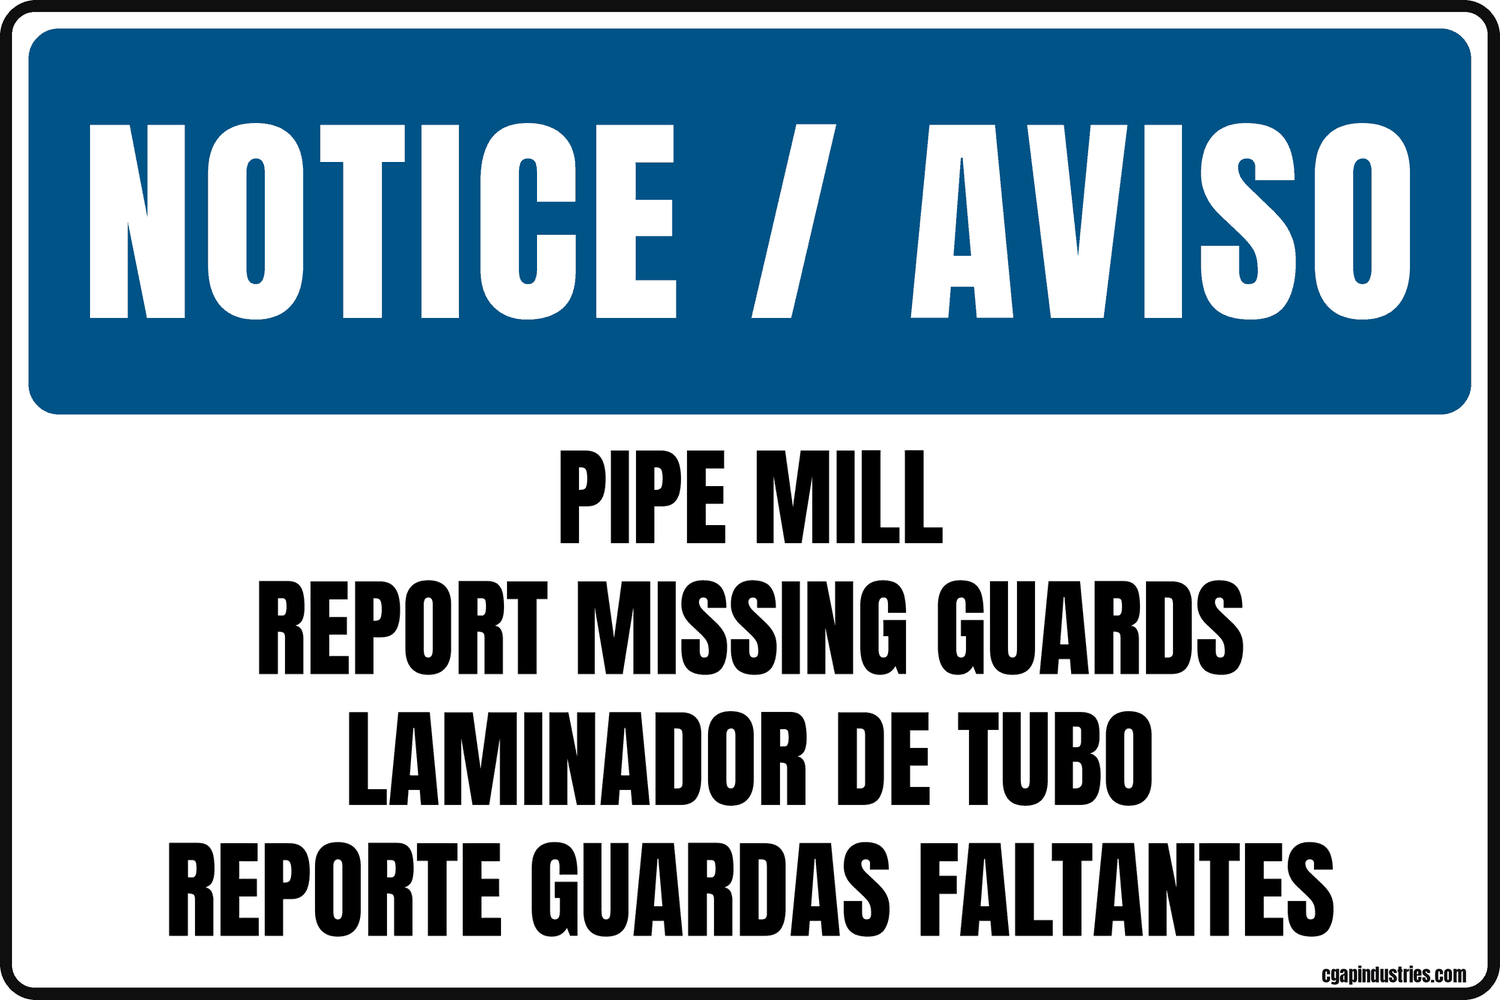 NOTICE / AVISO
PIPE MILL
REPORT MISSING GUARDS
LAMINADOR DE TUBO
REPORTE GUARDAS FALTANTES
cgapindustries.com